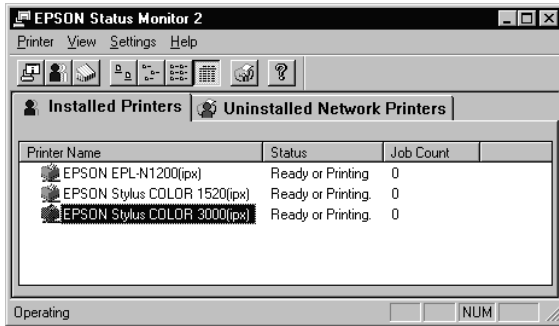 EPSON Status Monitor 2
Printer View Settings Help
Installed Printers Uninstalled Network Printers
Printer Name Status Job Count
EPSON EPL-N1200(ipx) Ready or Printing 0
EPSON Stylus COLOR 1520(ipx) Ready or Printing. 0
EPSON Stylus COLOR 3000(ipx) Ready or Printing. 0
Operating NUM